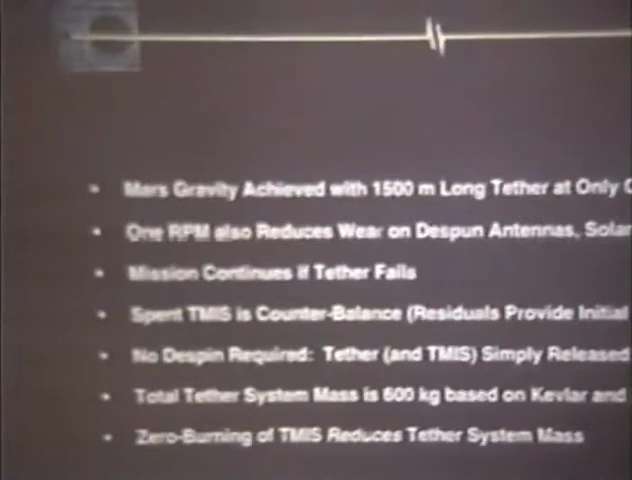 • Mars Gravity Achieved with 1500 m Long Tether at Only
• One RPM also Reduces Wear on Despun Antennas, Solar
• Mission Continues if Tether Fails
• Spent TMIS is Counter-Balance (Residuals Provide Initial
• No Despin Required: Tether (and TMIS) Simply Released
• Total Tether System Mass is 600 kg based on Kevlar and
• Zero-Burning of TMIS Reduces Tether System Mass